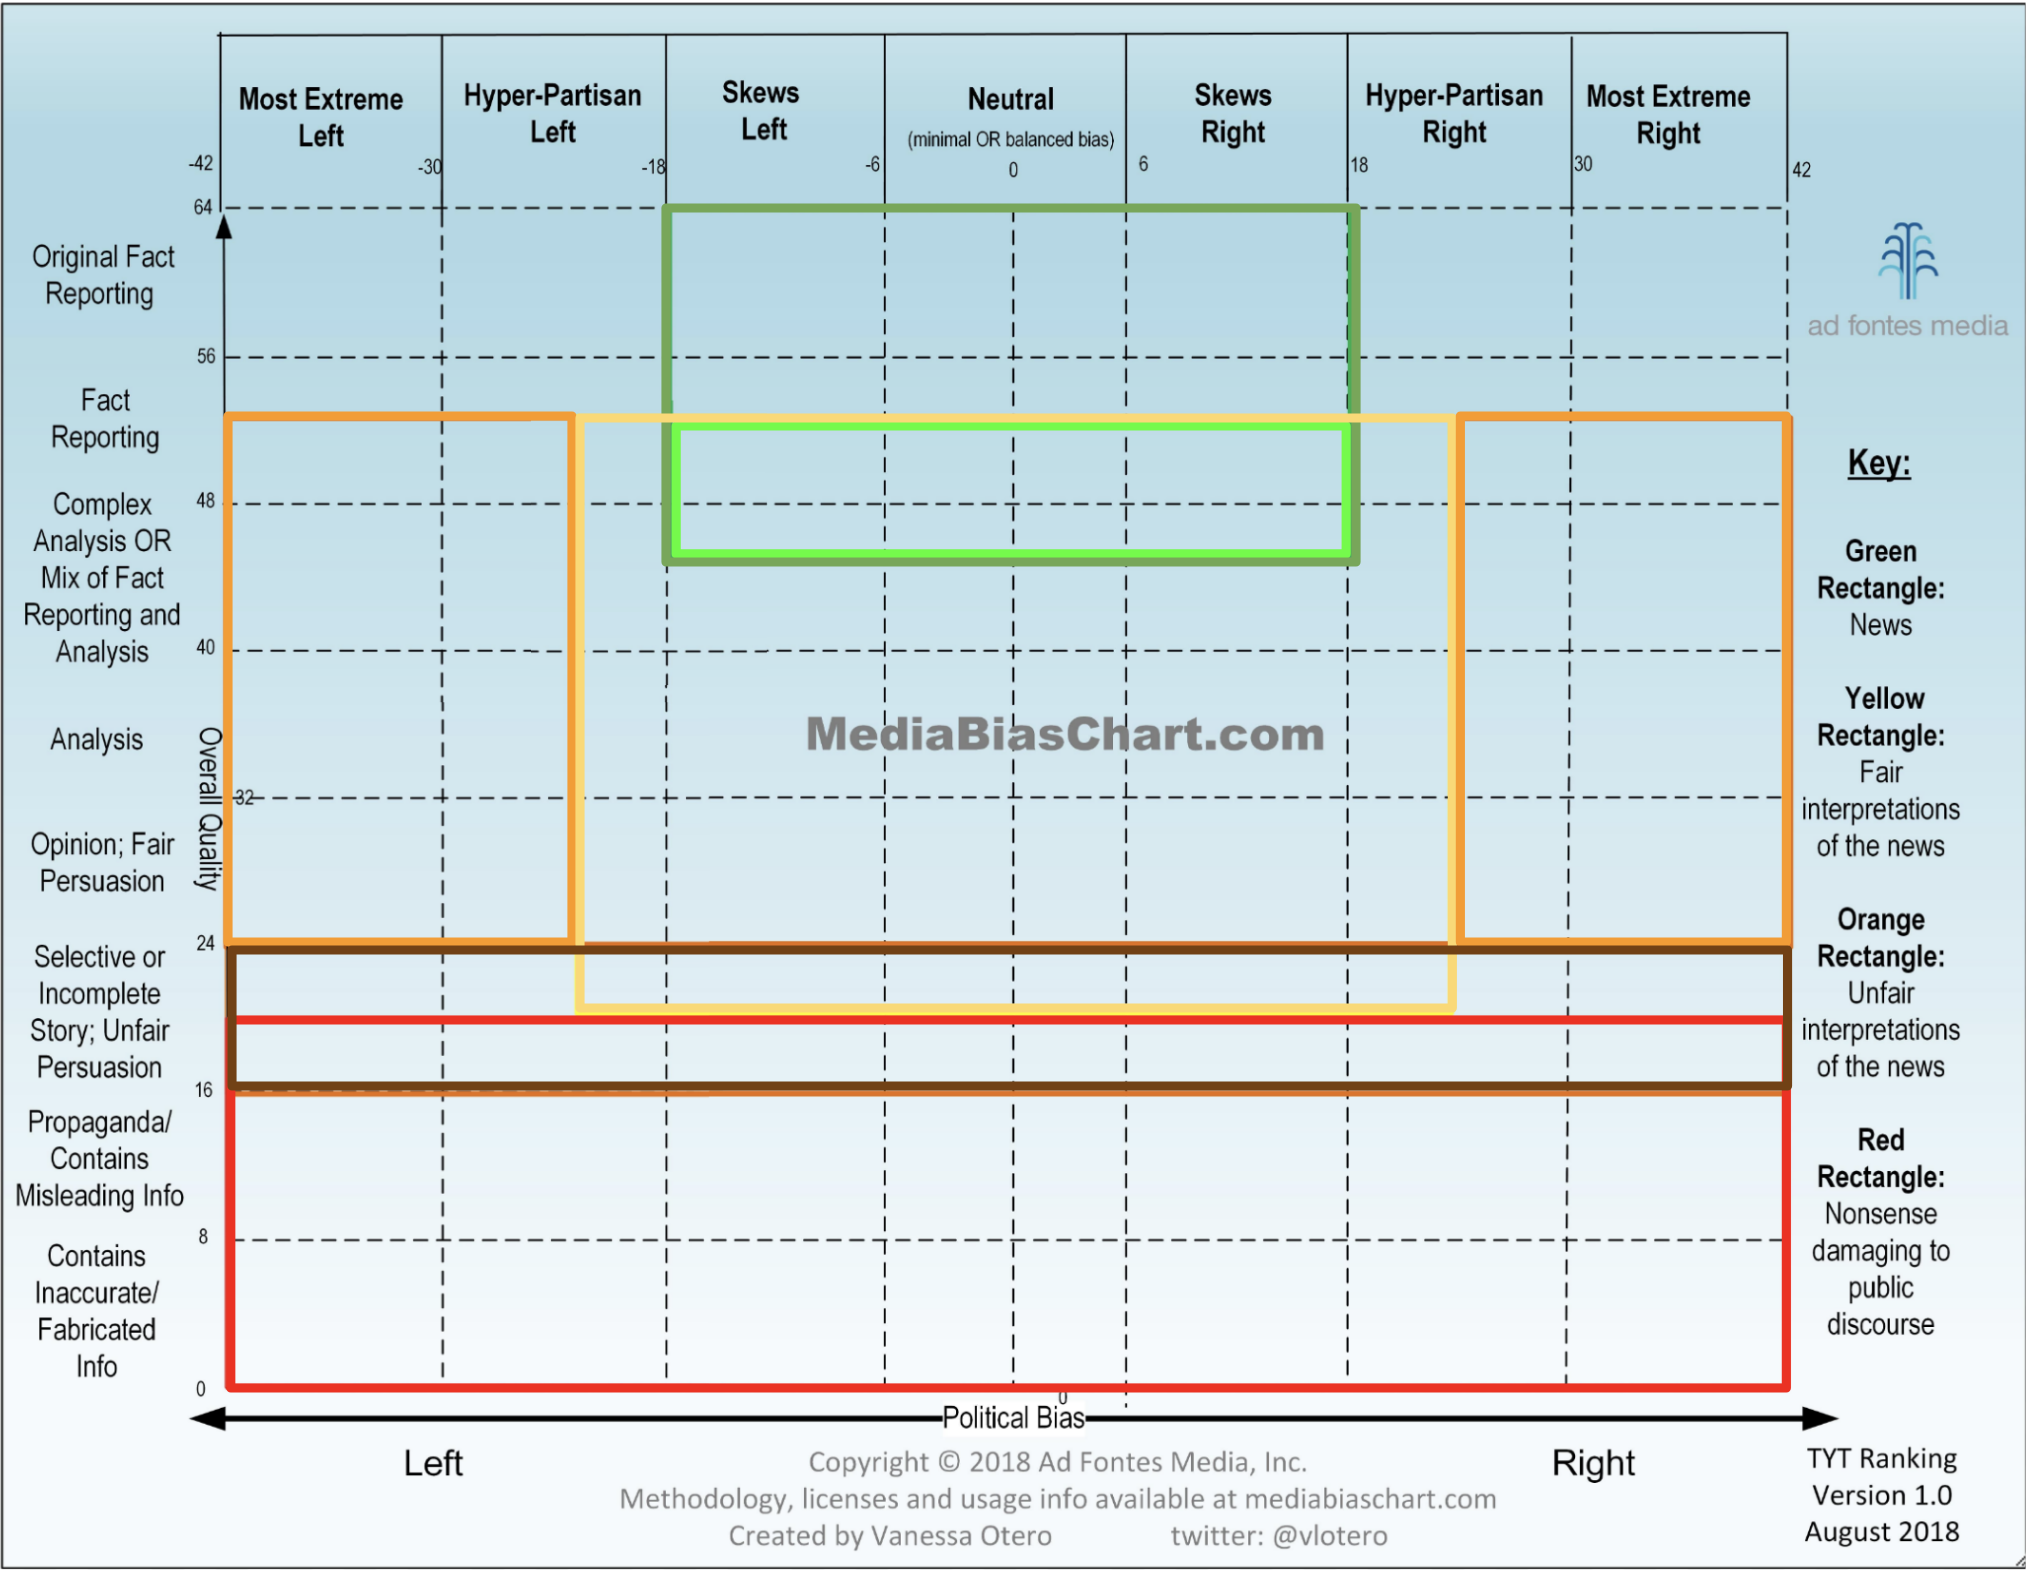 Most Extreme
Left
Hyper-Partisan
Left
Skews
Left
Neutral
(minimal OR balanced bias)
Skews
Right
Hyper-Partisan
Right
Most Extreme
Right
-42
-30
-18
-6
0
6
18
30
42
64
Original Fact
Reporting
56
Fact
Reporting
48
Complex
Analysis OR
Mix of Fact
Reporting and
Analysis
40
Analysis
32
Overall Quality
Opinion; Fair
Persuasion
24
Selective or
Incomplete
Story; Unfair
Persuasion
16
Propaganda/
Contains
Misleading Info
8
Contains
Inaccurate/
Fabricated
Info
0
MediaBiasChart.com
ad fontes media
Key:
Green
Rectangle:
News
Yellow
Rectangle:
Fair
interpretations
of the news
Orange
Rectangle:
Unfair
interpretations
of the news
Red
Rectangle:
Nonsense
damaging to
public
discourse
0
Political Bias
Left
Right
Copyright © 2018 Ad Fontes Media, Inc.
Methodology, licenses and usage info available at mediabiaschart.com
Created by Vanessa Otero twitter: @vlotero
TYT Ranking
Version 1.0
August 2018